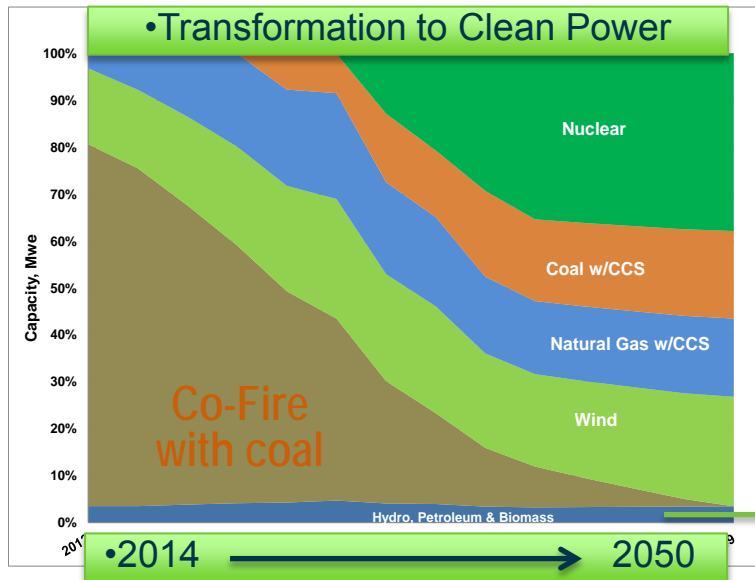 •Transformation to Clean Power
100%
90%
80%
70%
60%
50%
40%
30%
20%
10%
0%
Capacity, Mwe
Nuclear
Coal w/CCS
Natural Gas w/CCS
Wind
Co-Fire
with coal
Hydro, Petroleum & Biomass
•2014
2050